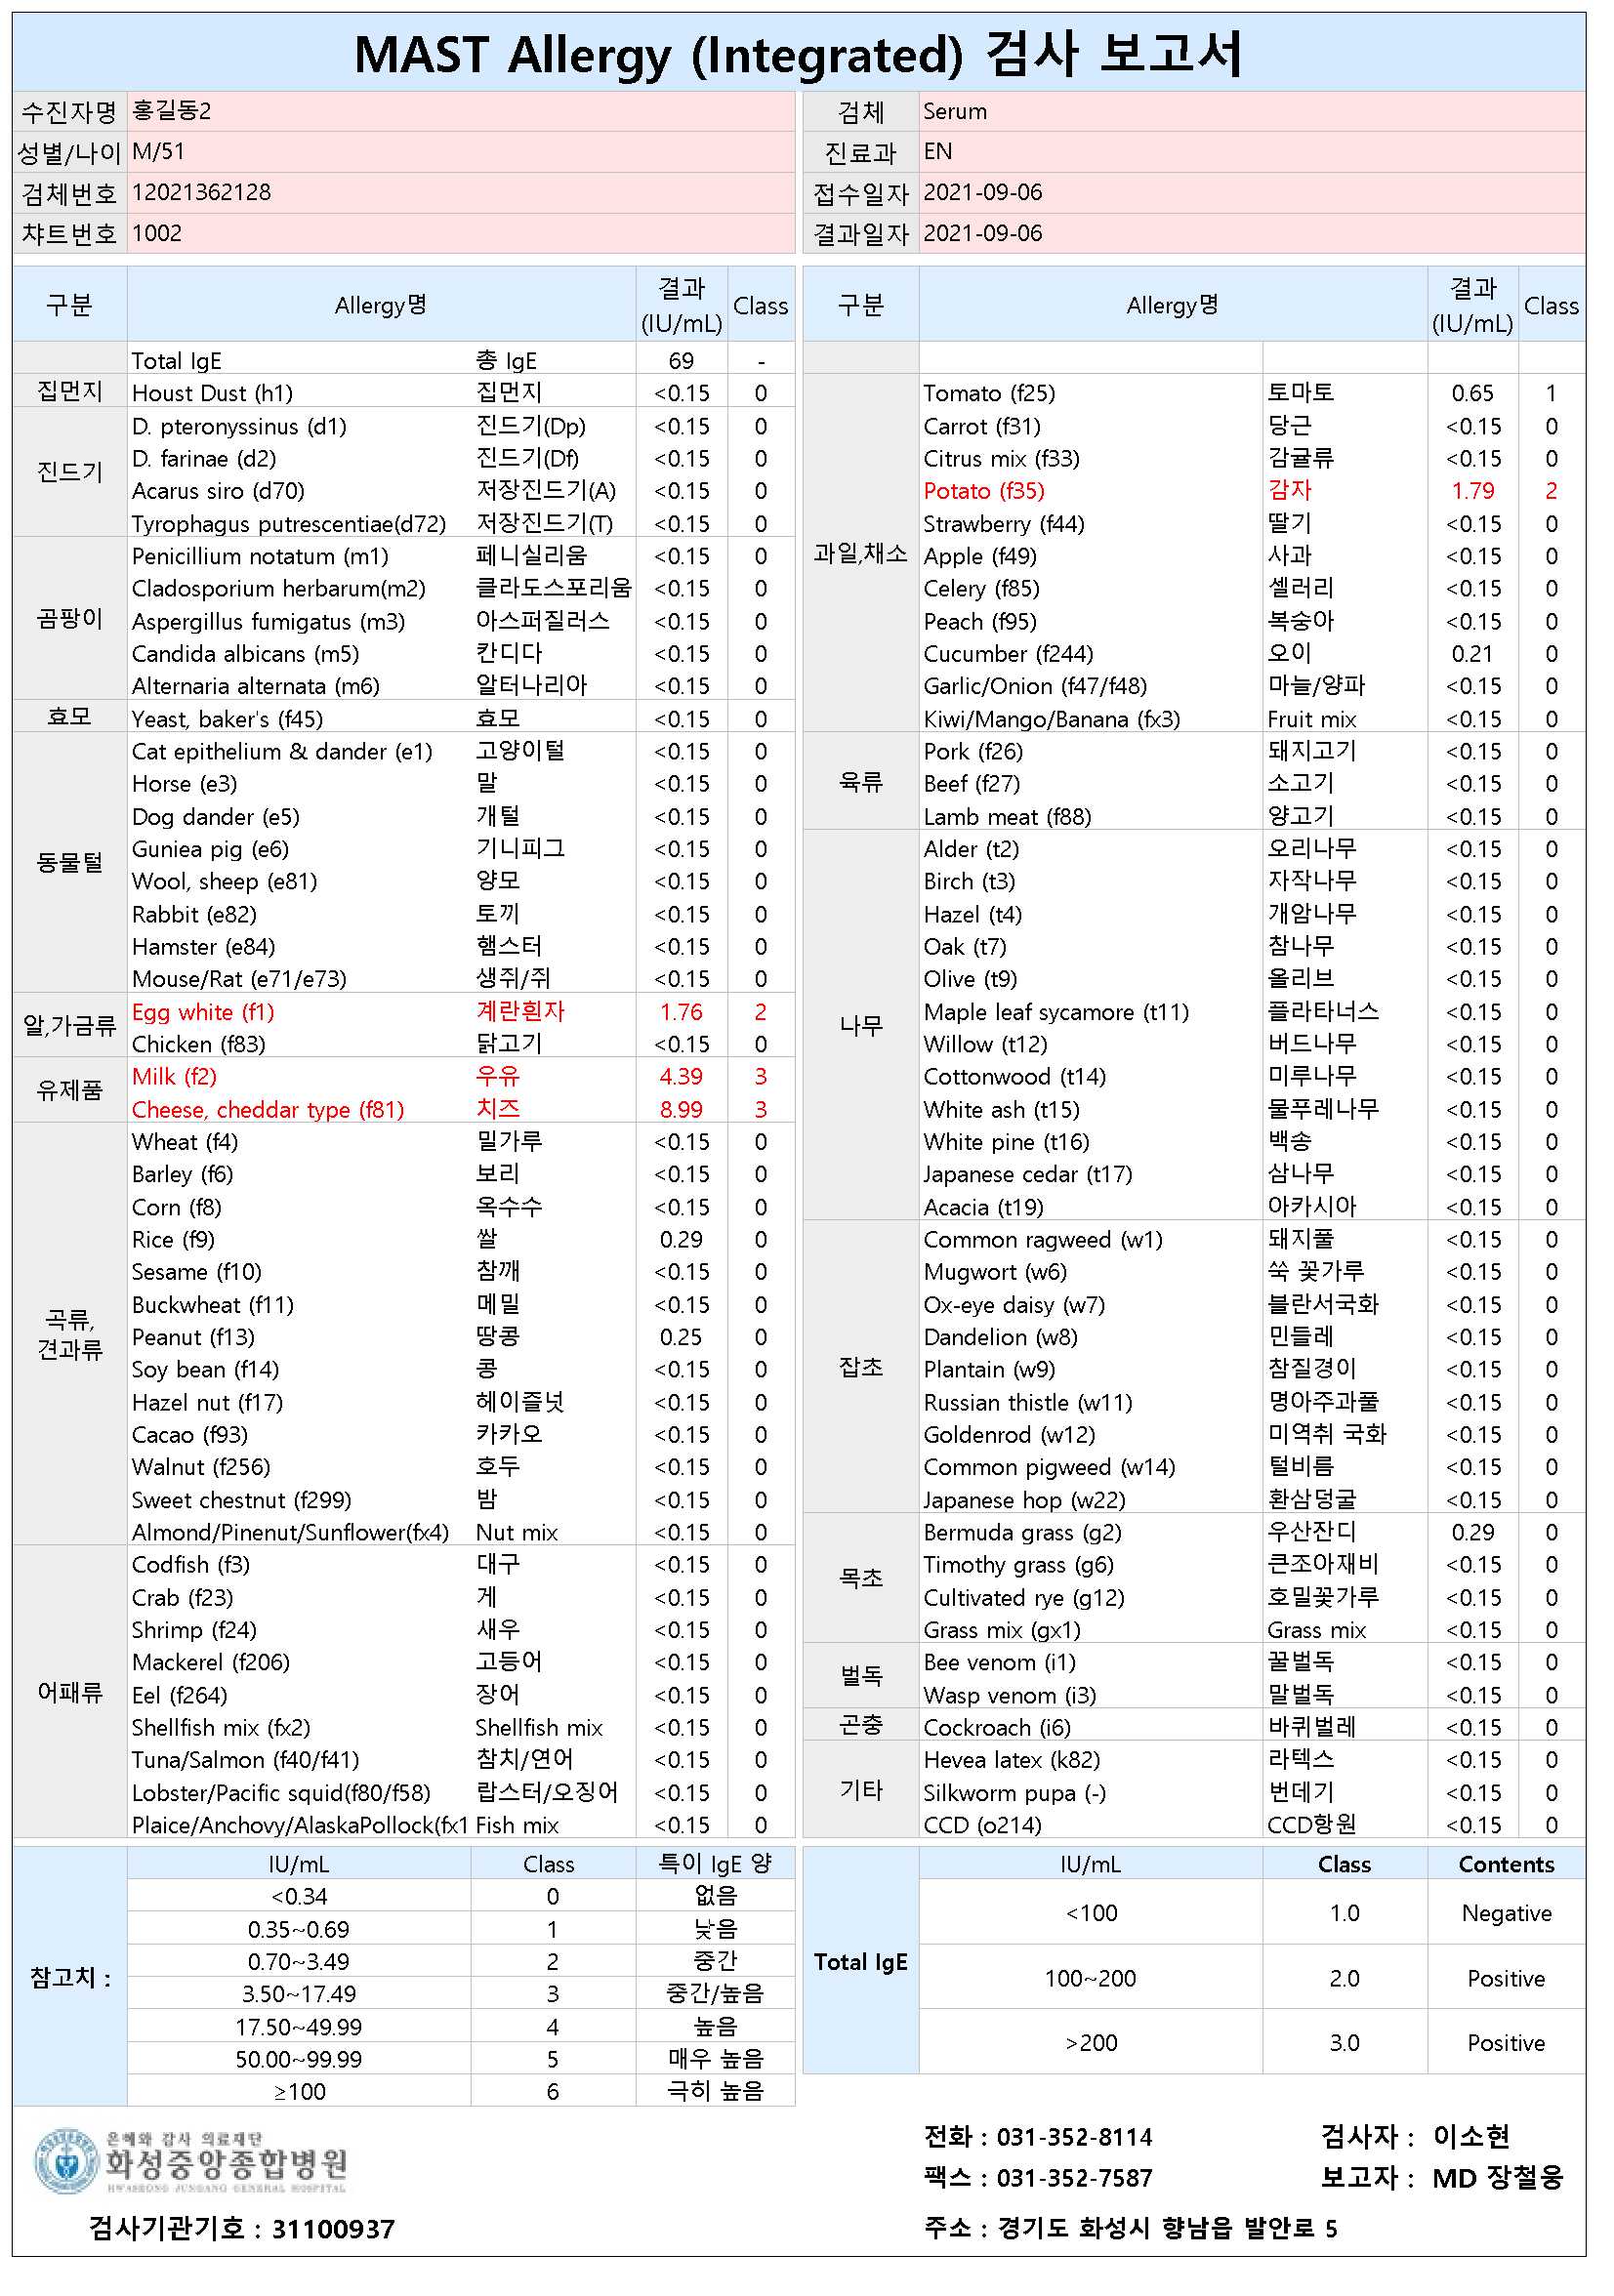 MAST Allergy (Integrated) 검사 보고서
수진자명 홍길동2 검체 Serum
성별/나이 M/51 진료과 EN
검체번호 12021362128 접수일자 2021-09-06
챠트번호 1002 결과일자 2021-09-06
구분 Allergy명 결과 (IU/mL) Class
Total IgE 총 IgE 69 -
집먼지 Houst Dust (h1) 집먼지 <0.15 0
진드기
D. pteronyssinus (d1) 진드기(Dp) <0.15 0
D. farinae (d2) 진드기(Df) <0.15 0
Acarus siro (d70) 저장진드기(A) <0.15 0
Tyrophagus putrescentiae(d72) 저장진드기(T) <0.15 0
곰팡이
Penicillium notatum (m1) 페니실리움 <0.15 0
Cladosporium herbarum(m2) 클라도스포리움 <0.15 0
Aspergillus fumigatus (m3) 아스퍼질러스 <0.15 0
Candida albicans (m5) 칸디다 <0.15 0
Alternaria alternata (m6) 알터나리아 <0.15 0
효모 Yeast, baker's (f45) 효모 <0.15 0
동물털
Cat epithelium & dander (e1) 고양이털 <0.15 0
Horse (e3) 말 <0.15 0
Dog dander (e5) 개털 <0.15 0
Guniea pig (e6) 기니피그 <0.15 0
Wool, sheep (e81) 양모 <0.15 0
Rabbit (e82) 토끼 <0.15 0
Hamster (e84) 햄스터 <0.15 0
Mouse/Rat (e71/e73) 생쥐/쥐 <0.15 0
알,가금류
Egg white (f1) 계란흰자 1.76 2
Chicken (f83) 닭고기 <0.15 0
유제품
Milk (f2) 우유 4.39 3
Cheese, cheddar type (f81) 치즈 8.99 3
곡류,
견과류
Wheat (f4) 밀가루 <0.15 0
Barley (f6) 보리 <0.15 0
Corn (f8) 옥수수 <0.15 0
Rice (f9) 쌀 0.29 0
Sesame (f10) 참깨 <0.15 0
Buckwheat (f11) 메밀 <0.15 0
Peanut (f13) 땅콩 0.25 0
Soy bean (f14) 콩 <0.15 0
Hazel nut (f17) 헤이즐넛 <0.15 0
Cacao (f93) 카카오 <0.15 0
Walnut (f256) 호두 <0.15 0
Sweet chestnut (f299) 밤 <0.15 0
Almond/Pinenut/Sunflower(fx4) Nut mix <0.15 0
어패류
Codfish (f3) 대구 <0.15 0
Crab (f23) 게 <0.15 0
Shrimp (f24) 새우 <0.15 0
Mackerel (f206) 고등어 <0.15 0
Eel (f264) 장어 <0.15 0
Shellfish mix (fx2) Shellfish mix <0.15 0
Tuna/Salmon (f40/f41) 참치/연어 <0.15 0
Lobster/Pacific squid(f80/f58) 랍스터/오징어 <0.15 0
Plaice/Anchovy/AlaskaPollock(fx1 Fish mix <0.15 0
구분 Allergy명 결과 (IU/mL) Class
과일,채소
Tomato (f25) 토마토 0.65 1
Carrot (f31) 당근 <0.15 0
Citrus mix (f33) 감귤류 <0.15 0
Potato (f35) 감자 1.79 2
Strawberry (f44) 딸기 <0.15 0
Apple (f49) 사과 <0.15 0
Celery (f85) 셀러리 <0.15 0
Peach (f95) 복숭아 <0.15 0
Cucumber (f244) 오이 0.21 0
Garlic/Onion (f47/f48) 마늘/양파 <0.15 0
Kiwi/Mango/Banana (fx3) Fruit mix <0.15 0
육류
Pork (f26) 돼지고기 <0.15 0
Beef (f27) 소고기 <0.15 0
Lamb meat (f88) 양고기 <0.15 0
나무
Alder (t2) 오리나무 <0.15 0
Birch (t3) 자작나무 <0.15 0
Hazel (t4) 개암나무 <0.15 0
Oak (t7) 참나무 <0.15 0
Olive (t9) 올리브 <0.15 0
Maple leaf sycamore (t11) 플라타너스 <0.15 0
Willow (t12) 버드나무 <0.15 0
Cottonwood (t14) 미루나무 <0.15 0
White ash (t15) 물푸레나무 <0.15 0
White pine (t16) 백송 <0.15 0
Japanese cedar (t17) 삼나무 <0.15 0
Acacia (t19) 아카시아 <0.15 0
잡초
Common ragweed (w1) 돼지풀 <0.15 0
Mugwort (w6) 쑥 꽃가루 <0.15 0
Ox-eye daisy (w7) 블란서국화 <0.15 0
Dandelion (w8) 민들레 <0.15 0
Plantain (w9) 참질경이 <0.15 0
Russian thistle (w11) 명아주과풀 <0.15 0
Goldenrod (w12) 미역취 국화 <0.15 0
Common pigweed (w14) 털비름 <0.15 0
Japanese hop (w22) 환삼덩굴 <0.15 0
목초
Bermuda grass (g2) 우산잔디 0.29 0
Timothy grass (g6) 큰조아재비 <0.15 0
Cultivated rye (g12) 호밀꽃가루 <0.15 0
Grass mix (gx1) Grass mix <0.15 0
벌독
Bee venom (i1) 꿀벌독 <0.15 0
Wasp venom (i3) 말벌독 <0.15 0
곤충 Cockroach (i6) 바퀴벌레 <0.15 0
기타
Hevea latex (k82) 라텍스 <0.15 0
Silkworm pupa (-) 번데기 <0.15 0
CCD (o214) CCD항원 <0.15 0
참고치 :
IU/mL Class 특이 IgE 양
<0.34 0 없음
0.35~0.69 1 낮음
0.70~3.49 2 중간
3.50~17.49 3 중간/높음
17.50~49.99 4 높음
50.00~99.99 5 매우 높음
≥100 6 극히 높음
Total IgE
IU/mL Class Contents
<100 1.0 Negative
100~200 2.0 Positive
>200 3.0 Positive
은혜와 감사 의료재단
화성중앙종합병원
HWASEONG JUNGANG GENERAL HOSPITAL
검사기관기호 : 31100937
전화 : 031-352-8114 검사자 : 이소현
팩스 : 031-352-7587 보고자 : MD 장철웅
주소 : 경기도 화성시 향남읍 발안로 5